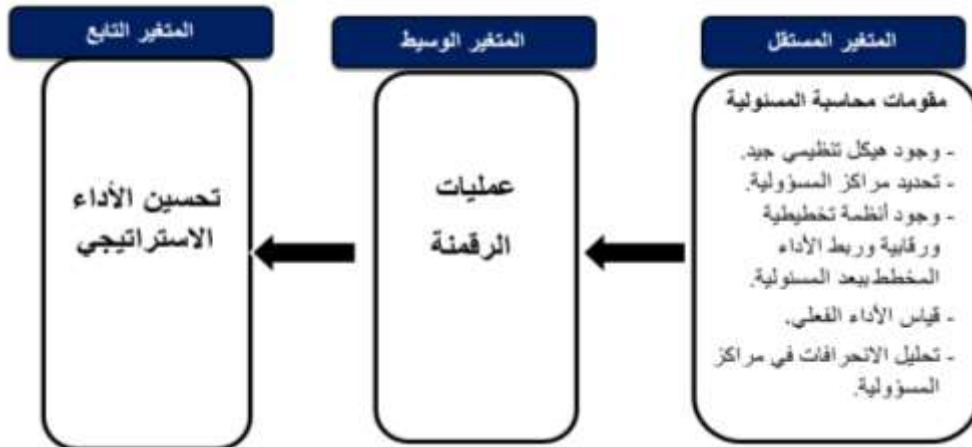 المتغير المستقل
مقومات محاسبة المسئولية
- وجود هيكل تنظيمي جيد.
- تحديد مراكز المسؤولية.
- وجود أنظمة تخطيطية
ورقابية وربط الأداء
المخطط ببعد المسئولية.
- قياس الأداء الفعلي.
- تحليل الانحرافات في مراكز
المسؤولية.
المتغير الوسيط
عمليات
الرقمنة
المتغير التابع
تحسين الأداء
الاستراتيجي